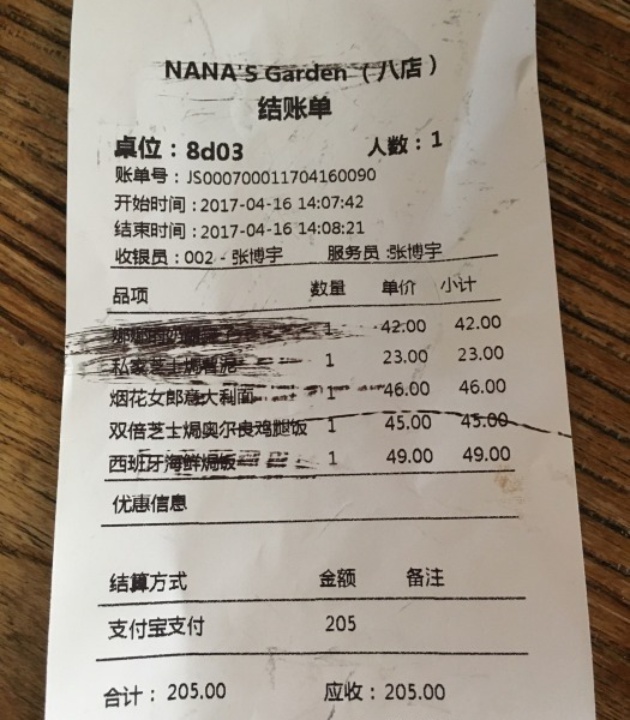 NANA'S Garden（八店）
结账单
桌位：8d03 人数：1
账单号：JS000700011704160090
开始时间：2017-04-16 14:07:42
结束时间：2017-04-16 14:08:21
收银员：002 - 张博宇 服务员:张博宇
品项 数量 单价 小计
1 42.00 42.00
私家芝士焗薯泥 1 23.00 23.00
烟花女郎意大利面 1 46.00 46.00
双倍芝士焗奥尔良鸡腿饭 1 45.00 45.00
西班牙海鲜焗饭 1 49.00 49.00
优惠信息
结算方式 金额 备注
支付宝支付 205
合计：205.00 应收：205.00